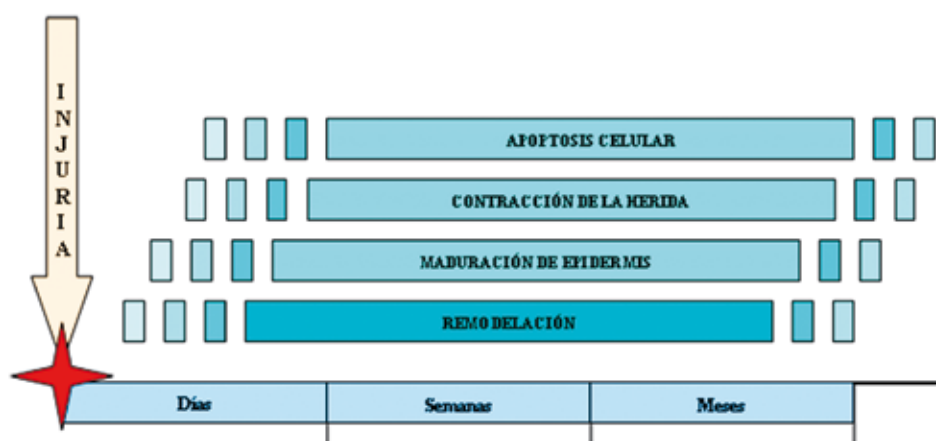 INJURIA
APOPTOSIS CELULAR
CONTRACCIÓN DE LA HERIDA
MADURACIÓN DE EPIDERMIS
REMODELACIÓN
Días Semanas Meses